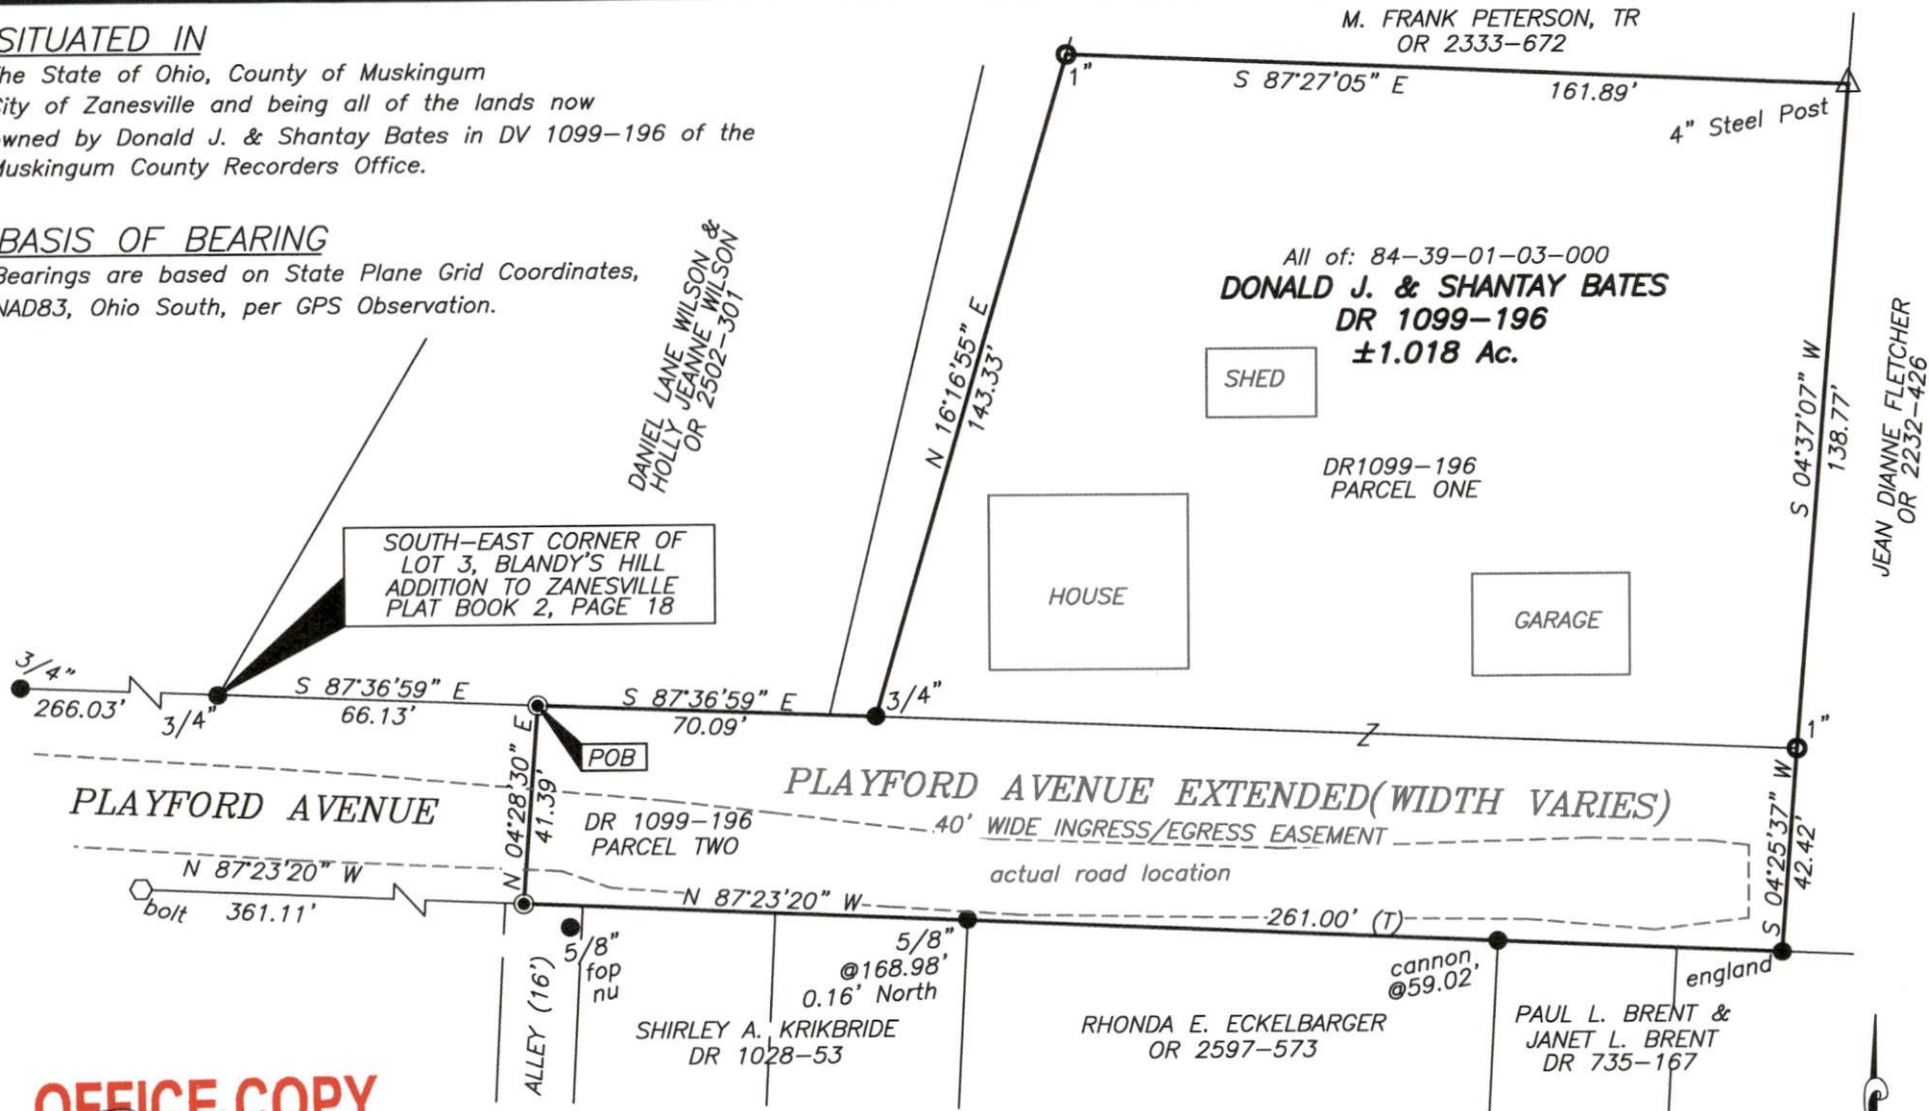 SITUATED IN
he State of Ohio, County of Muskingum
ity of Zanesville and being all of the lands now
wned by Donald J. & Shantay Bates in DV 1099-196 of the
uskingum County Recorders Office.
BASIS OF BEARING
Bearings are based on State Plane Grid Coordinates,
NAD83, Ohio South, per GPS Observation.
M. FRANK PETERSON, TR
OR 2333-672
1"
S 87°27'05" E
161.89'
4" Steel Post
DANIEL LANE WILSON &
HOLLY JEANNE WILSON
OR 2502-301
N 16°16'55" E
143.33'
All of: 84-39-01-03-000
DONALD J. & SHANTAY BATES
DR 1099-196
±1.018 Ac.
SHED
DR1099-196
PARCEL ONE
HOUSE
GARAGE
S 04°37'07" W
138.77'
JEAN DIANNE FLETCHER
OR 2232-426
SOUTH-EAST CORNER OF
LOT 3, BLANDY'S HILL
ADDITION TO ZANESVILLE
PLAT BOOK 2, PAGE 18
3/4"
266.03'
3/4"
S 87°36'59" E
66.13'
S 87°36'59" E
70.09'
3/4"
Z
1"
POB
N 04°28'30" E
41.39'
PLAYFORD AVENUE
PLAYFORD AVENUE EXTENDED(WIDTH VARIES)
40' WIDE INGRESS/EGRESS EASEMENT
DR 1099-196
PARCEL TWO
actual road location
S 04°25'37" W
42.42'
N 87°23'20" W
bolt 361.11'
N 87°23'20" W
261.00' (T)
5/8"
fop
nu
5/8"
@168.98'
0.16' North
cannon,
@59.02'
england
ALLEY (16')
SHIRLEY A. KRIKBRIDE
DR 1028-53
RHONDA E. ECKELBARGER
OR 2597-573
PAUL L. BRENT &
JANET L. BRENT
DR 735-167
OFFICE COPY